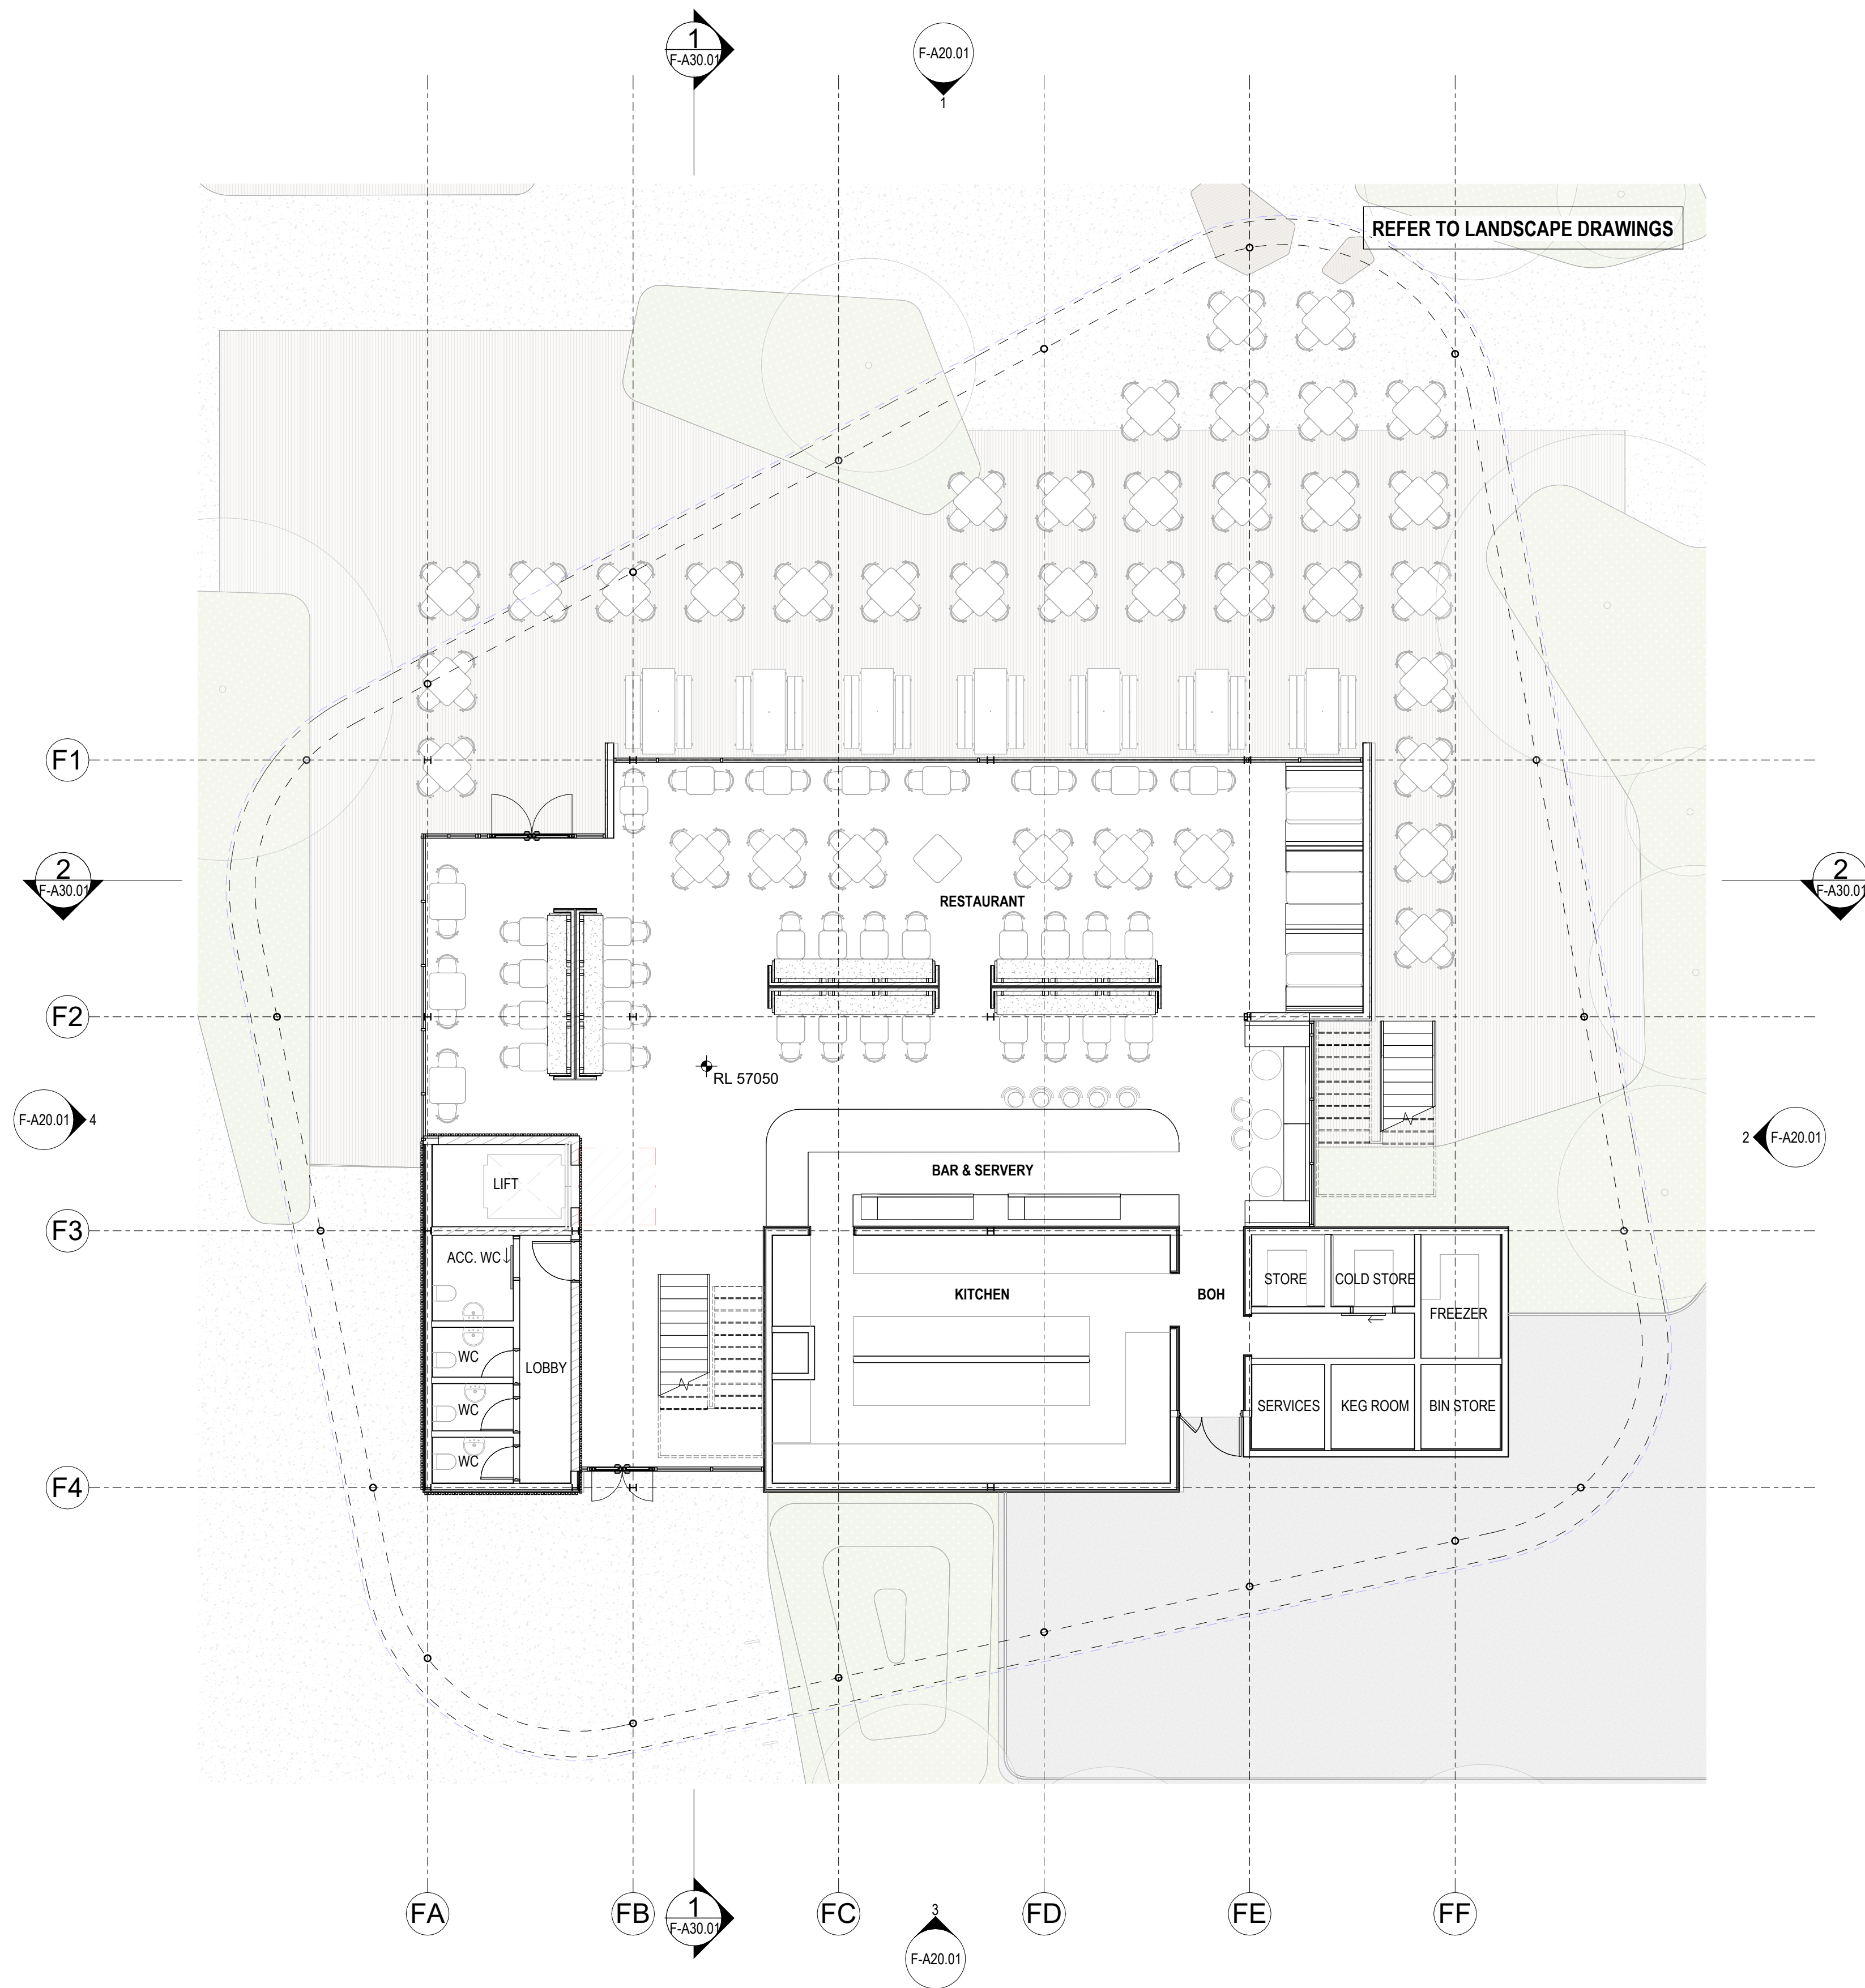 1
F-A30.01
F-A20.01
1
REFER TO LANDSCAPE DRAWINGS
F1
2
F-A30.01
2
F-A30.01
RESTAURANT
F2
RL 57050
F-A20.01
4
2
F-A20.01
BAR & SERVERY
LIFT
F3
ACC. WC
KITCHEN
BOH
STORE
COLD STORE
FREEZER
WC
LOBBY
WC
SERVICES
KEG ROOM
BIN STORE
WC
F4
FA
FB
1
F-A30.01
FC
3
F-A20.01
FD
FE
FF